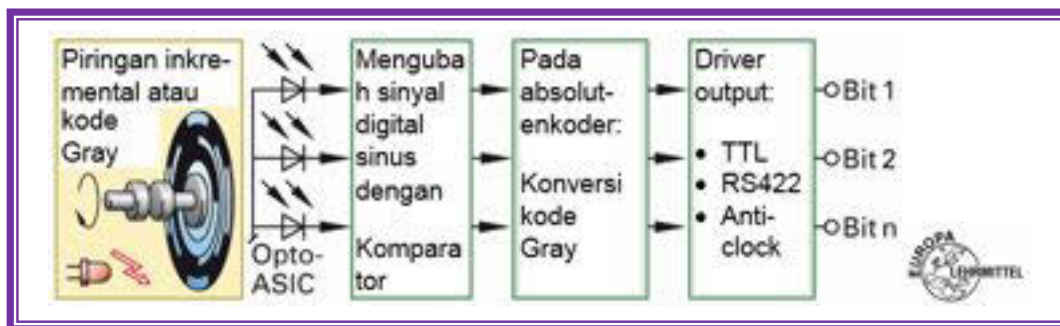 Piringan inkre-
mental atau
kode
Gray
Opto-
ASIC
Menguba
h sinyal
digital
sinus
dengan
Kompara
tor
Pada
absolut-
enkoder:
Konversi
kode
Gray
Driver
output:
• TTL
• RS422
• Anti-
clock
Bit 1
Bit 2
Bit n
EUROPA
LEHRMITTEL